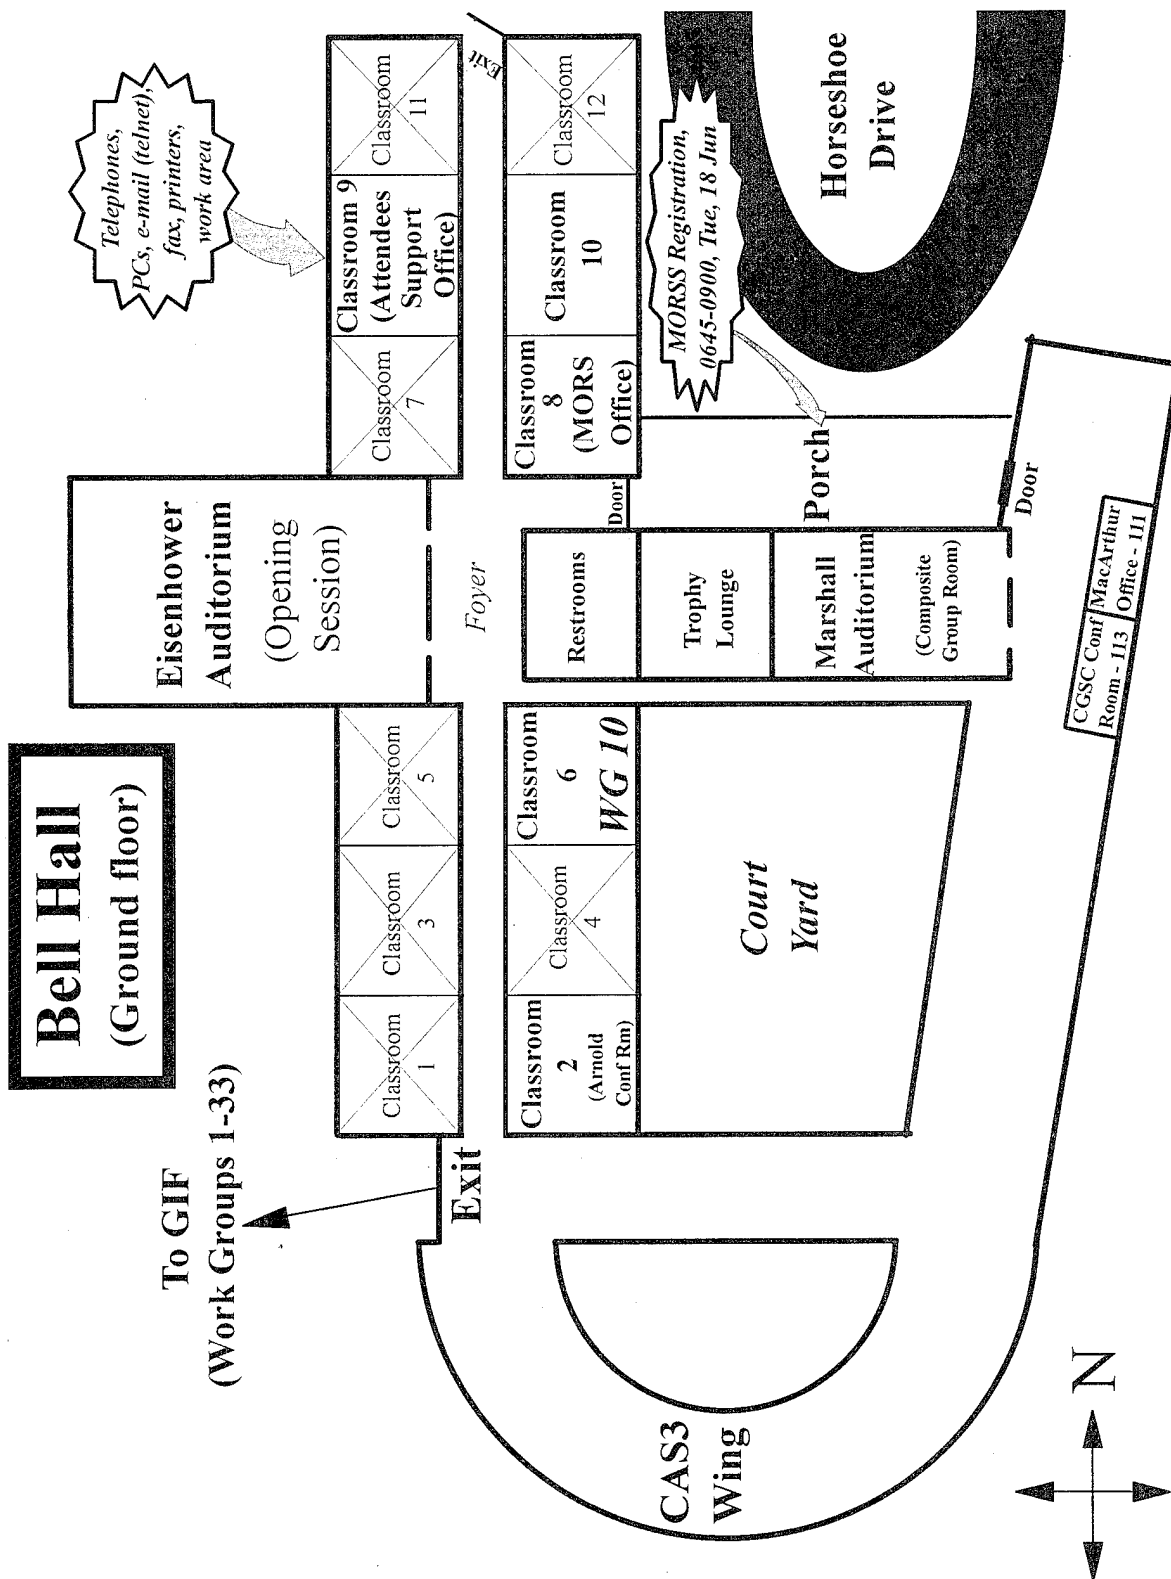 Bell Hall
(Ground floor)
To GIF
(Work Groups 1-33)
Exit
CAS3
Wing
N
Classroom
1
Classroom
3
Classroom
5
Eisenhower
Auditorium
(Opening
Session)
Classroom
7
Classroom 9
(Attendees
Support
Office)
Classroom
11
Telephones,
PCs, e-mail (telnet),
fax, printers,
work area
Exit
Foyer
Classroom
2
(Arnold
Conf Rm)
Classroom
4
Classroom
6
WG 10
Restrooms
Door
Classroom
8
(MORS
Office)
Classroom
10
Classroom
12
MORSS Registration,
0645-0900, Tue, 18 Jun
Court
Yard
Trophy
Lounge
Marshall
Auditorium
(Composite
Group Room)
Porch
Door
Horseshoe
Drive
CGSC Conf
Room - 113
MacArthur
Office - 111